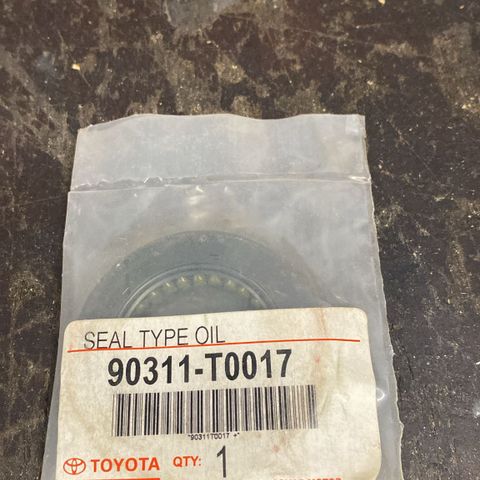 SEAL TYPE OIL
90311-T0017
*90311T0017 +*
TOYOTA QTY: 1